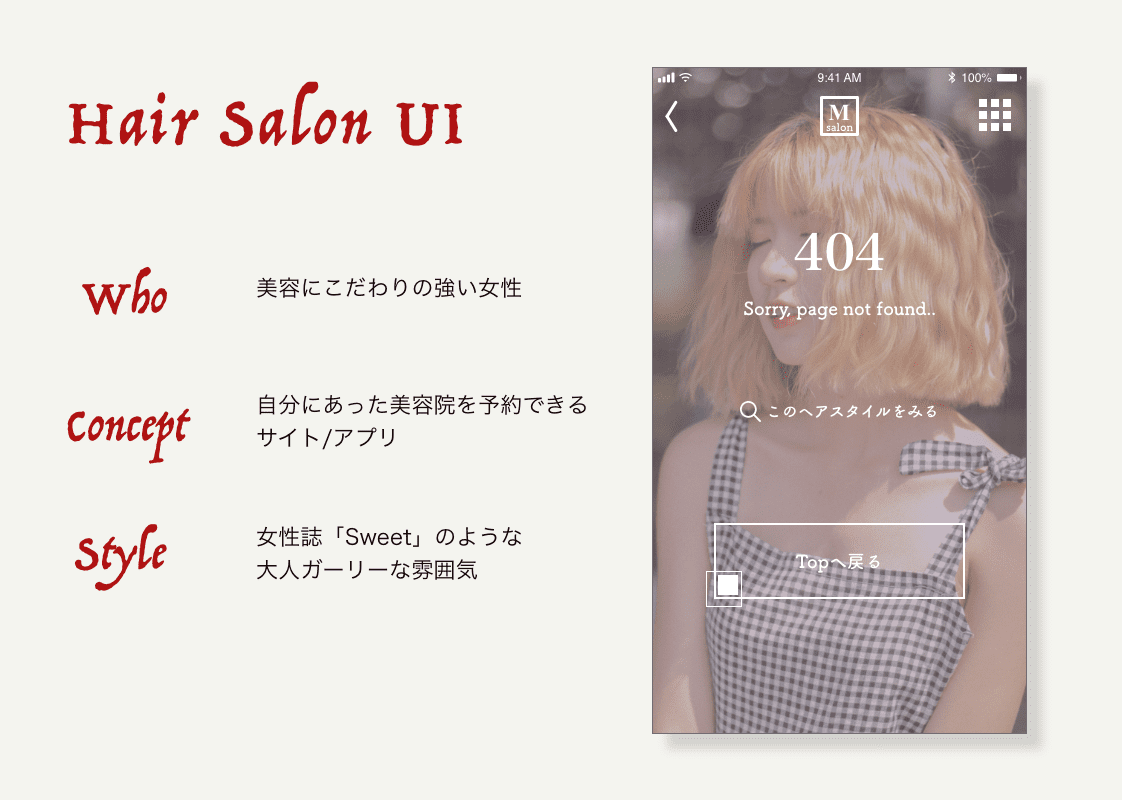 Hair Salon UI
Who
美容にこだわりの強い女性
Concept
自分にあった美容院を予約できる
サイト/アプリ
Style
女性誌「Sweet」のような
大人ガーリーな雰囲気
9:41 AM
100%
M
salon
404
Sorry, page not found..
このヘアスタイルをみる
Topへ戻る